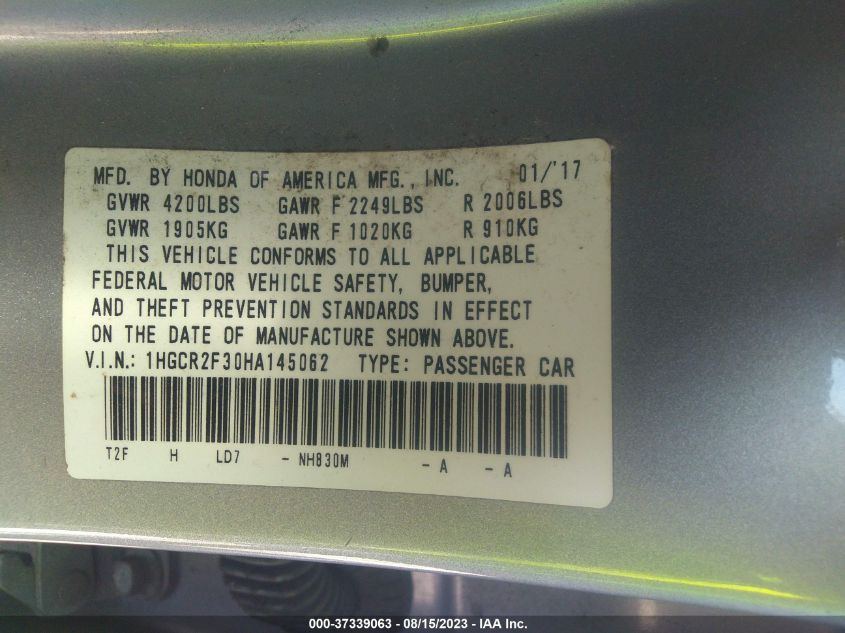 MFD. BY HONDA OF AMERICA MFG., INC. 01/'17
GVWR 4200LBS GAWR F 2249LBS R 2006LBS
GVWR 1905KG GAWR F 1020KG R 910KG
THIS VEHICLE CONFORMS TO ALL APPLICABLE
FEDERAL MOTOR VEHICLE SAFETY, BUMPER,
AND THEFT PREVENTION STANDARDS IN EFFECT
ON THE DATE OF MANUFACTURE SHOWN ABOVE.
V.I.N.: 1HGCR2F30HA145062 TYPE: PASSENGER CAR
T2F H LD7 - NH830M - A - A
000-37339063 - 08/15/2023 - IAA Inc.